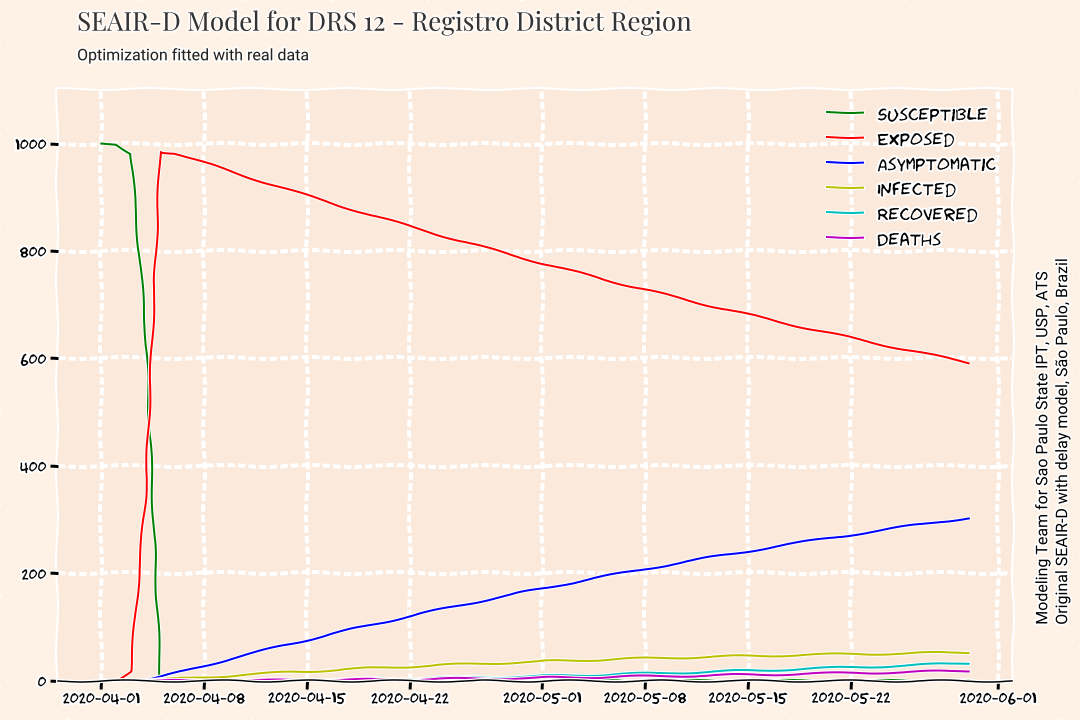 SEAIR-D Model for DRS 12 - Registro District Region
Optimization fitted with real data
SUSCEPTIBLE
EXPOSED
ASYMPTOMATIC
INFECTED
RECOVERED
DEATHS
1000
800
600
400
200
0
2020-04-01
2020-04-08
2020-04-15
2020-04-22
2020-05-01
2020-05-08
2020-05-15
2020-05-22
2020-06-01
Modeling Team for Sao Paulo State IPT, USP, ATS
Original SEAIR-D with delay model, São Paulo, Brazil